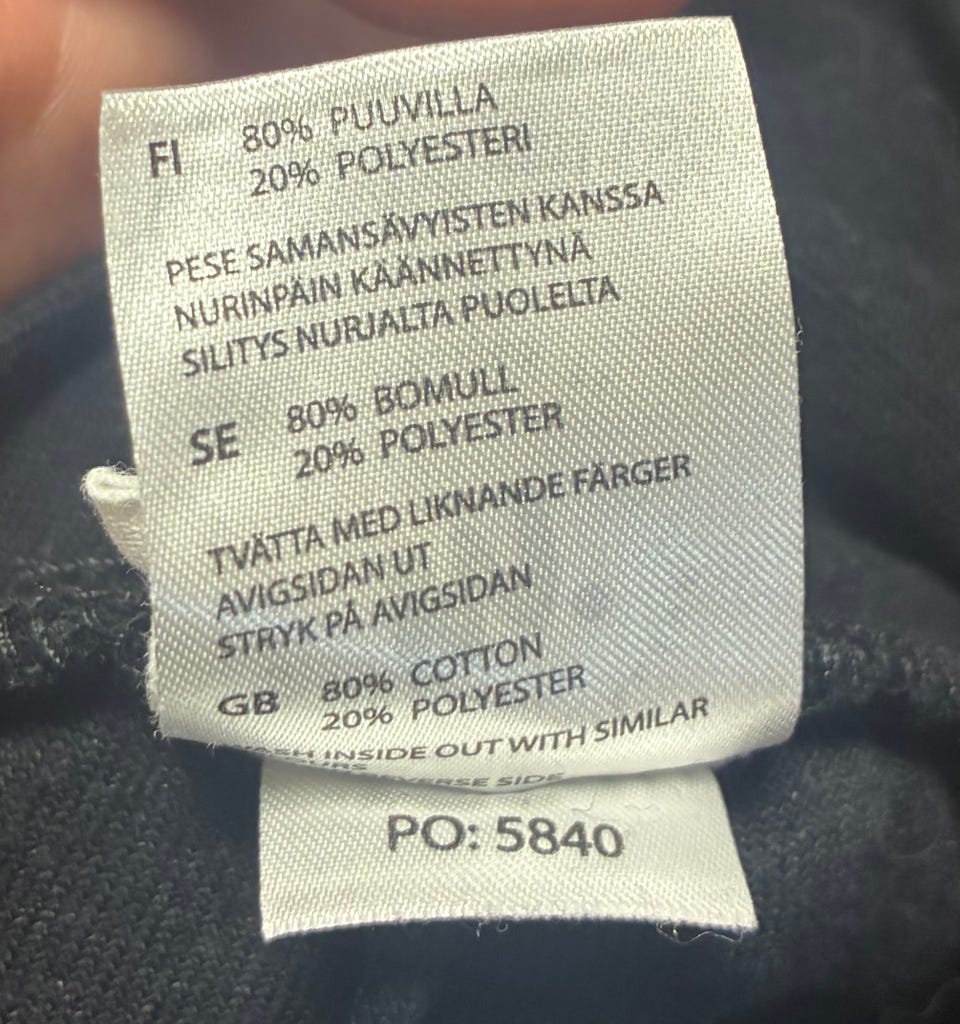 FI 80% PUUVILLA
20% POLYESTERI
PESE SAMANSÄVYISTEN KANSSA
NURINPÄIN KÄÄNNETTYNÄ
SILITYS NURJALTA PUOLELTA
SE 80% BOMULL
20% POLYESTER
TVÄTTA MED LIKNANDE FÄRGER
AVIGSIDAN UT
STRYK PÅ AVIGSIDAN
GB 80% COTTON
20% POLYESTER
INSIDE OUT WITH SIMILAR
SIDE
PO: 5840